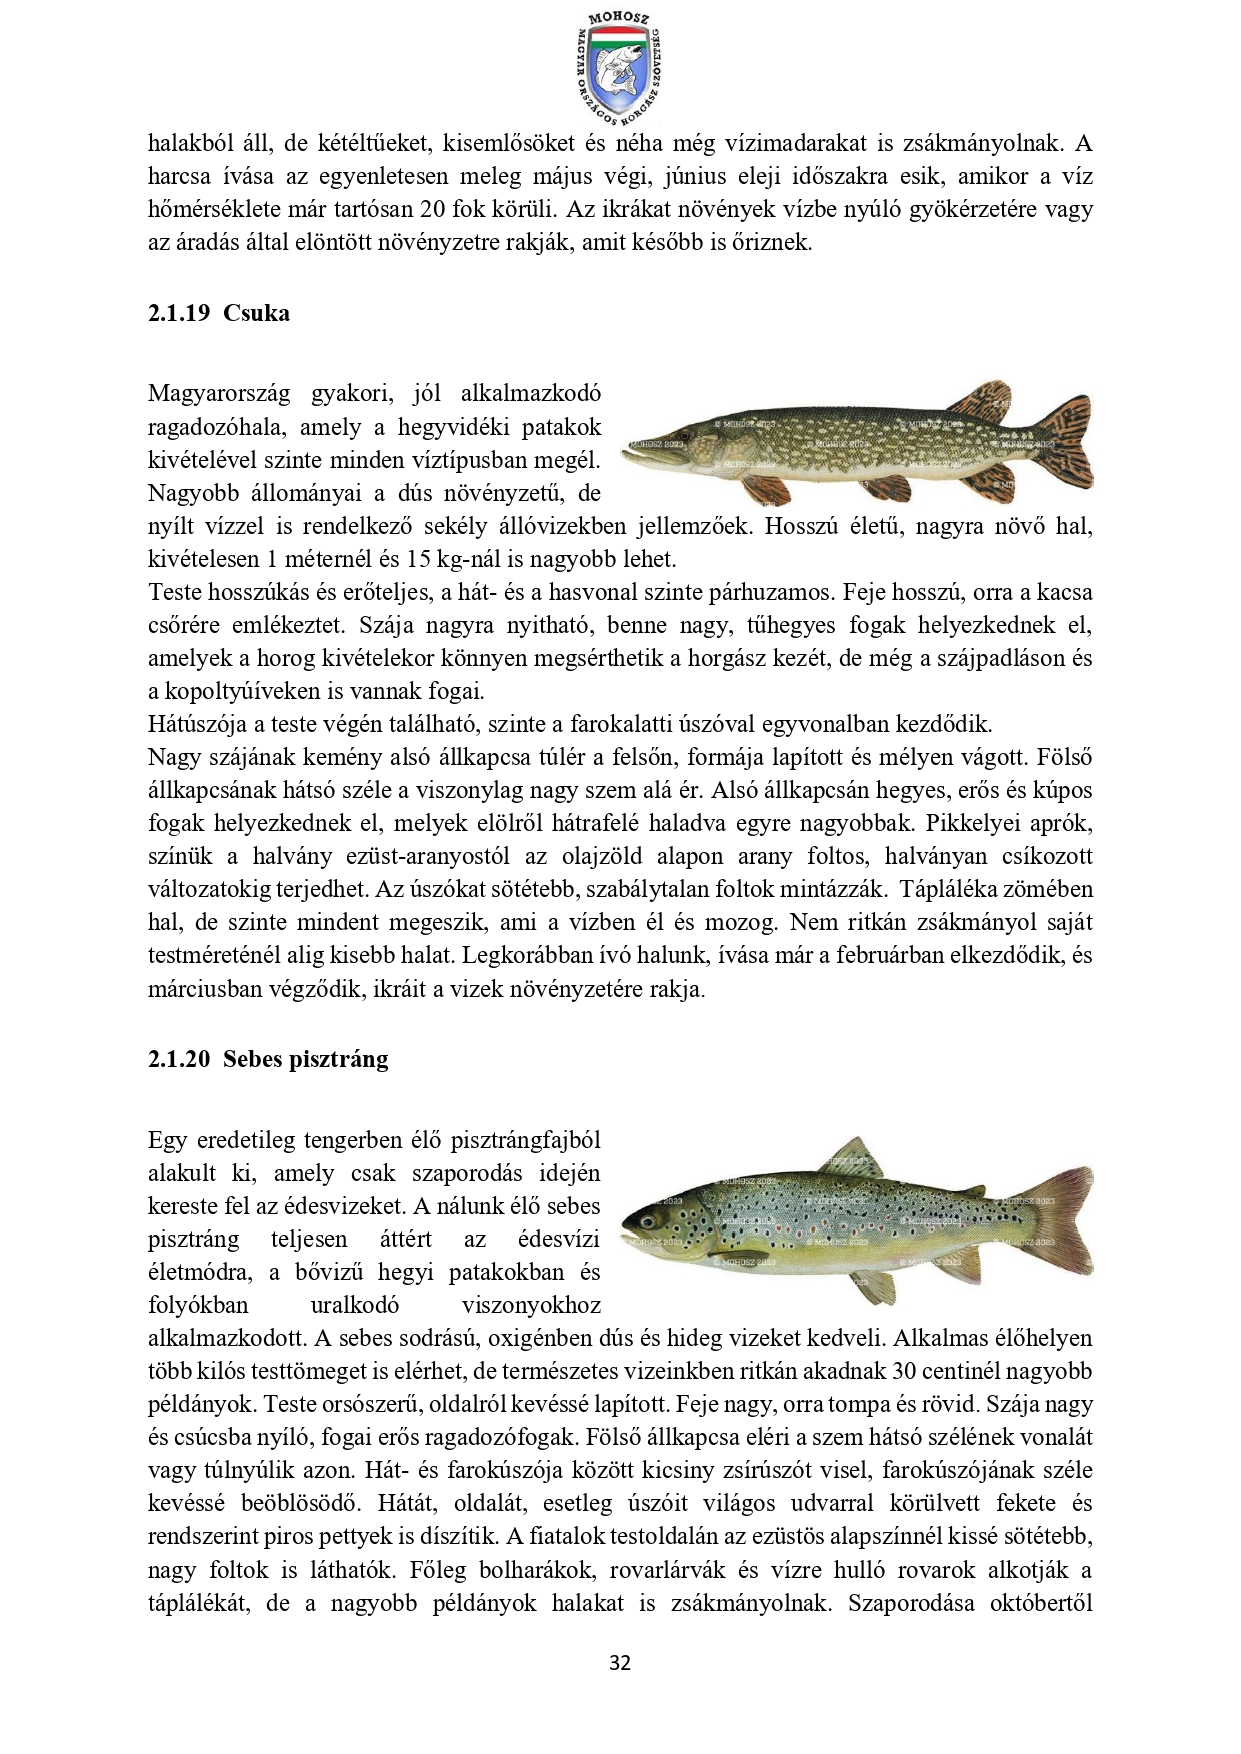 MOHOSZ
MAGYAR ORSZÁGOS HORGÁSZ SZÖVETSÉG
halakból áll, de kétéltűeket, kisemlősöket és néha még vízimadarakat is zsákmányolnak. A
harcsa ívása az egyenletesen meleg május végi, június eleji időszakra esik, amikor a víz
hőmérséklete már tartósan 20 fok körüli. Az ikrákat növények vízbe nyúló gyökérzetére vagy
az áradás által elöntött növényzetre rakják, amit később is őriznek.
2.1.19 Csuka
Magyarország gyakori, jól alkalmazkodó
ragadozóhala, amely a hegyvidéki patakok
kivételével szinte minden víztípusban megél.
Nagyobb állományai a dús növényzetű, de
nyílt vízzel is rendelkező sekély állóvizekben jellemzőek. Hosszú életű, nagyra növő hal,
kivételesen 1 méternél és 15 kg-nál is nagyobb lehet.
Teste hosszúkás és erőteljes, a hát- és a hasvonal szinte párhuzamos. Feje hosszú, orra a kacsa
csőrére emlékeztet. Szája nagyra nyitható, benne nagy, tűhegyes fogak helyezkednek el,
amelyek a horog kivételekor könnyen megsérthetik a horgász kezét, de még a szájpadláson és
a kopoltyúíveken is vannak fogai.
Hátúszója a teste végén található, szinte a farokalatti úszóval egyvonalban kezdődik.
Nagy szájának kemény alsó állkapcsa túlér a felsőn, formája lapított és mélyen vágott. Fölső
állkapcsának hátsó széle a viszonylag nagy szem alá ér. Alsó állkapcsán hegyes, erős és kúpos
fogak helyezkednek el, melyek elölről hátrafelé haladva egyre nagyobbak. Pikkelyei aprók,
színük a halvány ezüst-aranyostól az olajzöld alapon arany foltos, halványan csíkozott
változatokig terjedhet. Az úszókat sötétebb, szabálytalan foltok mintázzák. Tápláléka zömében
hal, de szinte mindent megeszik, ami a vízben él és mozog. Nem ritkán zsákmányol saját
testméreténél alig kisebb halat. Legkorábban ívó halunk, ívása már a februárban elkezdődik, és
márciusban végződik, ikráit a vizek növényzetére rakja.
2.1.20 Sebes pisztráng
Egy eredetileg tengerben élő pisztrángfajból
alakult ki, amely csak szaporodás idején
kereste fel az édesvizeket. A nálunk élő sebes
pisztráng teljesen áttért az édesvízi
életmódra, a bővizű hegyi patakokban és
folyókban uralkodó viszonyokhoz
alkalmazkodott. A sebes sodrású, oxigénben dús és hideg vizeket kedveli. Alkalmas élőhelyen
több kilós testtömeget is elérhet, de természetes vizeinkben ritkán akadnak 30 centinél nagyobb
példányok. Teste orsószerű, oldalról kevéssé lapított. Feje nagy, orra tompa és rövid. Szája nagy
és csúcsba nyíló, fogai erős ragadozófogak. Fölső állkapcsa eléri a szem hátsó szélének vonalát
vagy túlnyúlik azon. Hát- és farokúszója között kicsiny zsírúszót visel, farokúszójának széle
kevéssé beöblösödő. Hátát, oldalát, esetleg úszóit világos udvarral körülvett fekete és
rendszerint piros pettyek is díszítik. A fiatalok testoldalán az ezüstös alapszínnél kissé sötétebb,
nagy foltok is láthatók. Főleg bolharákok, rovarlárvák és vízre hulló rovarok alkotják a
táplálékát, de a nagyobb példányok halakat is zsákmányolnak. Szaporodása októbertől
32